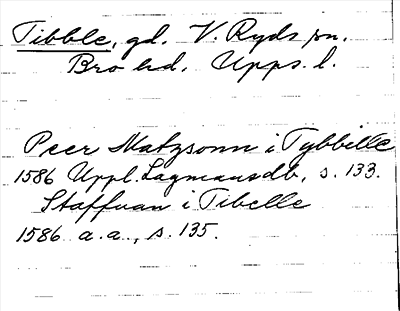 Tibble, gd. V. Ryds sn.
Bro hd. Upps. l.
Peer Matzsonn i Tybbille
1586 Uppl. Lagmansdb, s. 133.
Staffuan i Tibelle
1586 a.a., s. 135.